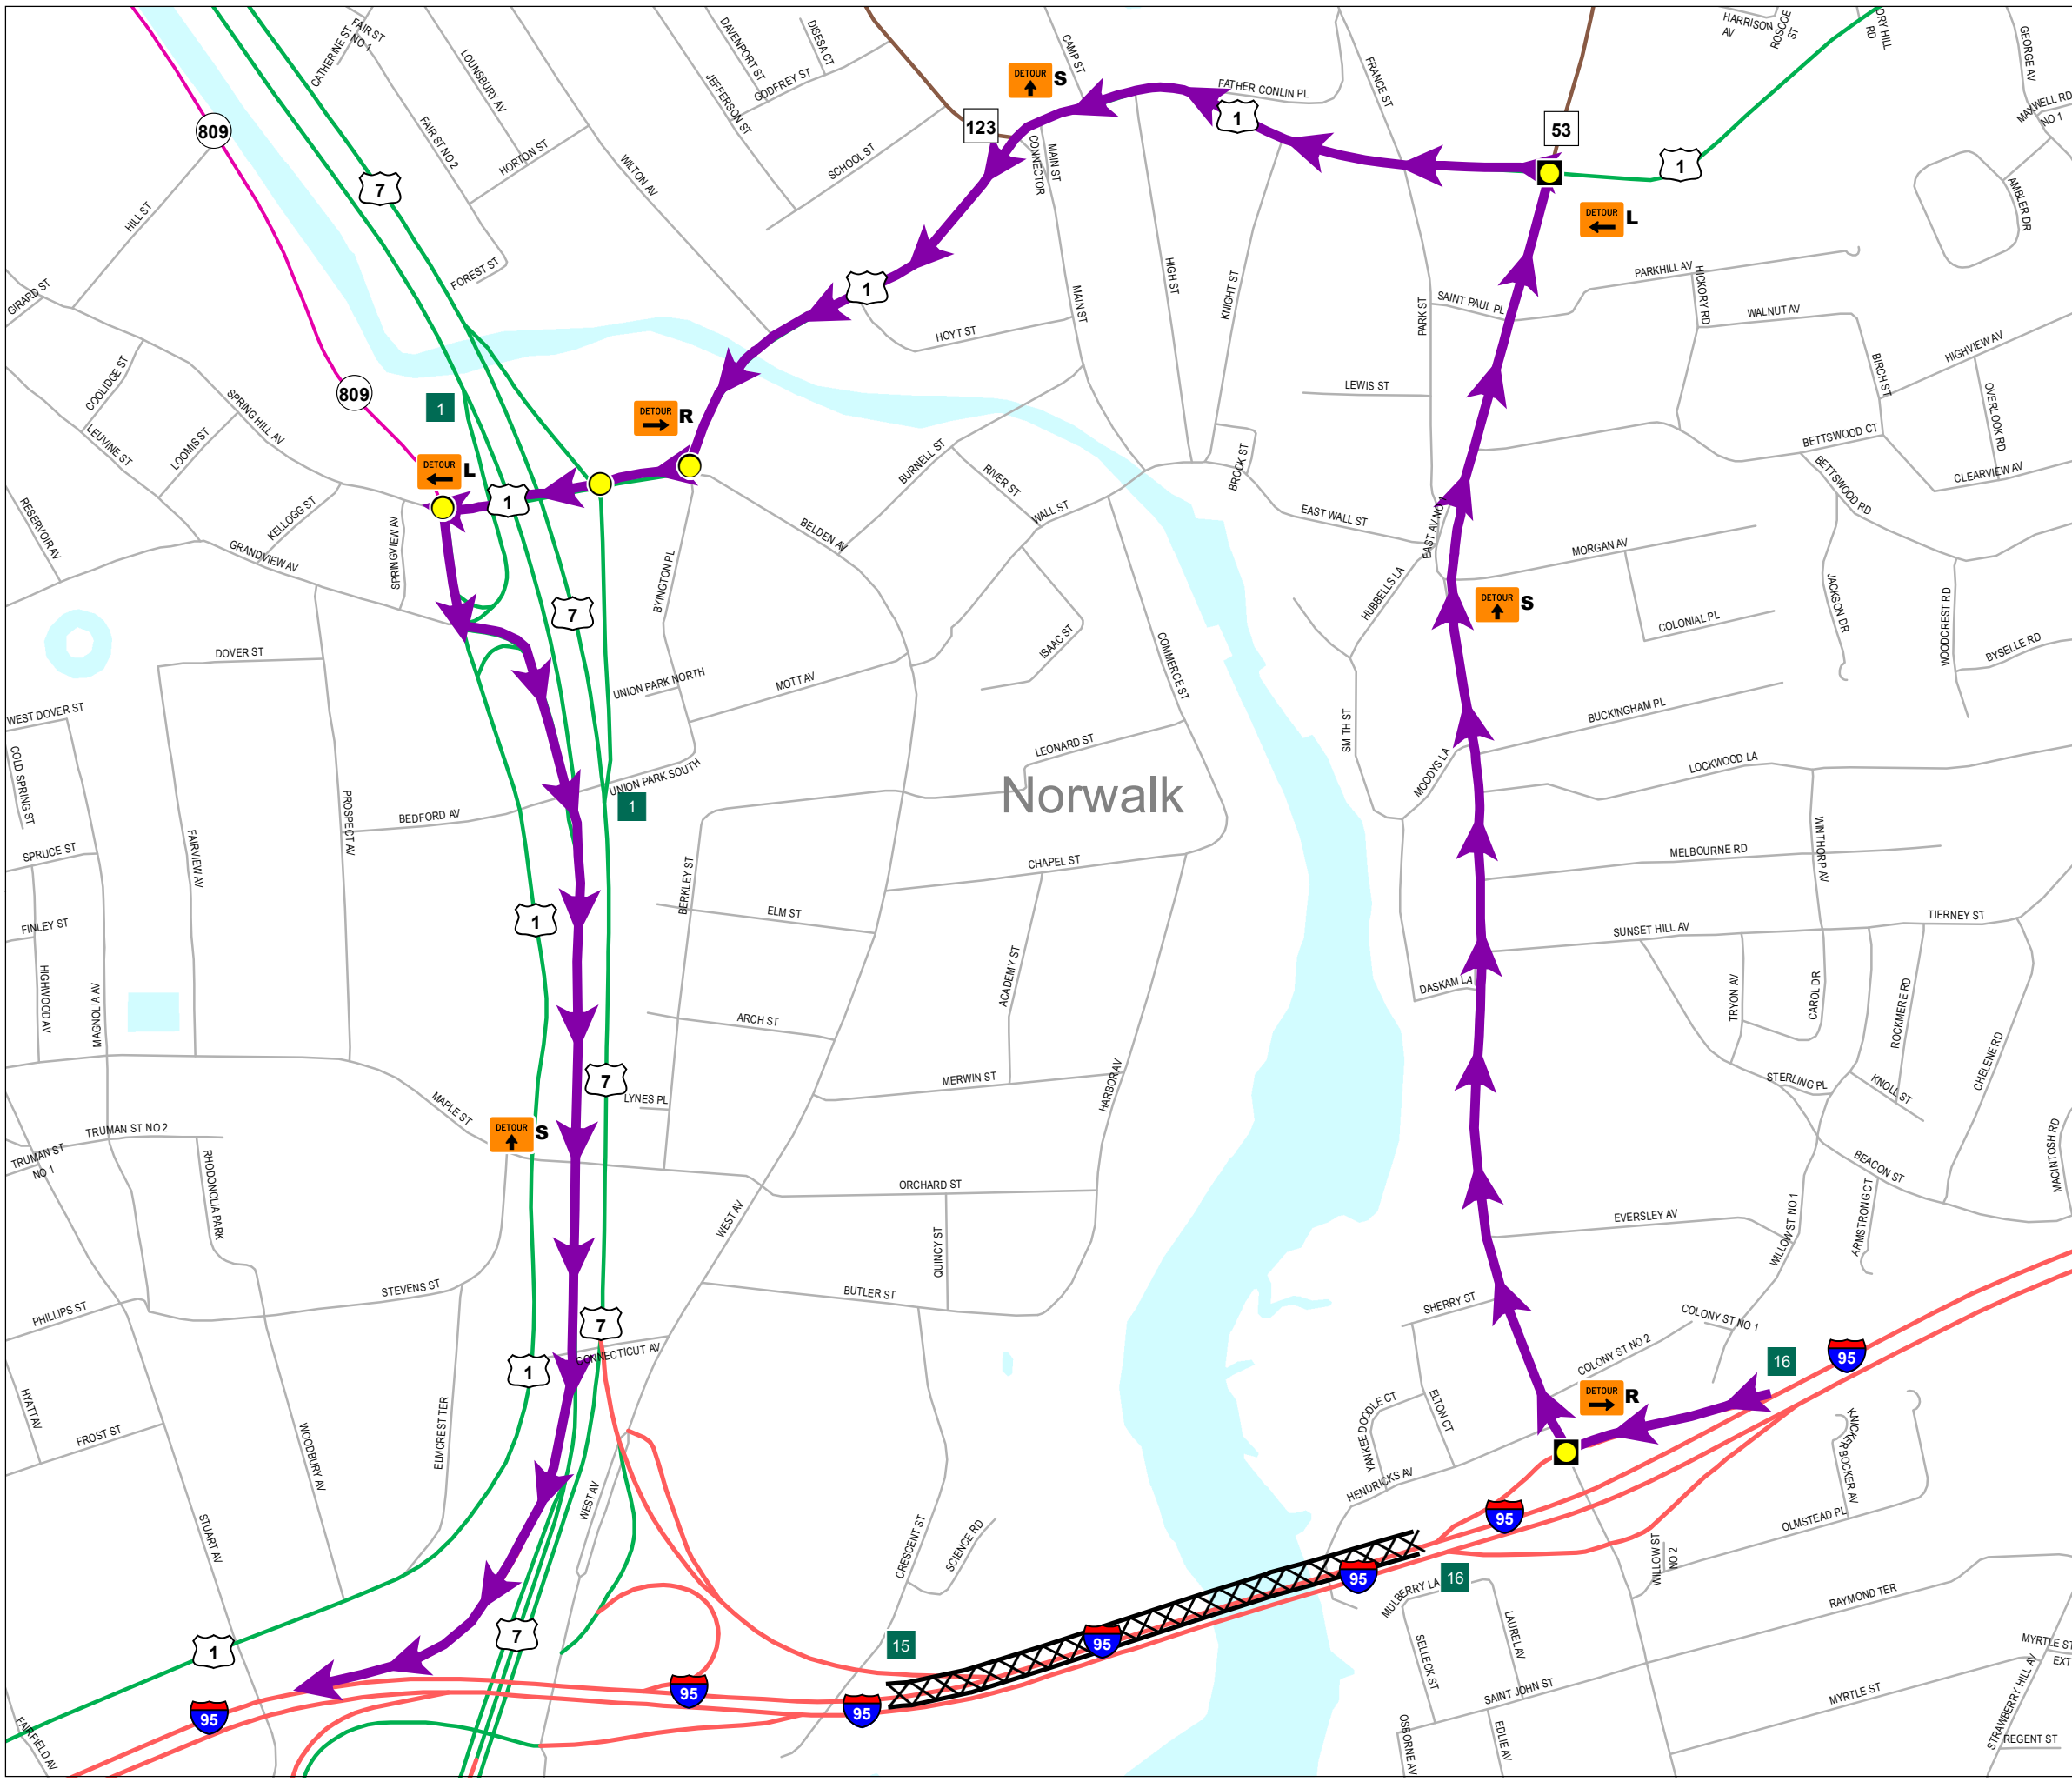 FAIR ST
NO 1
CATHERINE ST
LOUNSBURY AV
DAVENPORT ST
DISESA CT
GODFREY ST
JEFFERSON ST
CAMP ST
DETOUR
S
FATHER CONLIN PL
FRANCE ST
HARRISON
AV
ROSCOE
ST
DRY HILL
RD
GEORGE AV
MAXWELL RD
NO 1
809
FAIR ST NO 2
HORTON ST
WILTON AV
SCHOOL ST
123
CONNECTOR
MAIN ST
1
53
1
7
HILL ST
AMBLER DR
DETOUR
L
FOREST ST
GIRARD ST
1
HOYT ST
MAIN ST
HIGH ST
KNIGHT ST
PARK ST
SAINT PAUL PL
PARKHILL AV
HICKORY RD
WALNUT AV
HIGHVIEW AV
BIRCH ST
OVERLOOK RD
COOLIDGE ST
809
1
SPRING HILL AV
LEUVINE ST
LOOMIS ST
DETOUR
R
LEWIS ST
BETTSWOOD CT
BETTSWOOD RD
CLEARVIEW AV
DETOUR
L
1
BURNELL ST
RIVER ST
WALL ST
BROOK ST
EAST WALL ST
EAST AV NO 1
RESERVOIR AV
KELLOGG ST
SPRINGVIEW AV
GRANDVIEW AV
BELDEN AV
BYINGTON PL
7
HUBBELLS LA
MORGAN AV
DETOUR
S
COLONIAL PL
JACKSON DR
WOODCREST RD
BYSELLE RD
DOVER ST
UNION PARK NORTH
MOTT AV
ISAAC ST
COMMERCE ST
SMITH ST
BUCKINGHAM PL
WEST DOVER ST
COLD SPRING ST
UNION PARK SOUTH
1
LEONARD ST
MOODYS LA
LOCKWOOD LA
Norwalk
BEDFORD AV
PROSPECT AV
FAIRVIEW AV
SPRUCE ST
BERKLEY ST
CHAPEL ST
MELBOURNE RD
WINTHROP AV
FINLEY ST
1
ELM ST
SUNSET HILL AV
TIERNEY ST
HIGHWOOD AV
MAGNOLIA AV
ARCH ST
ACADEMY ST
DASKAM LA
TRYON AV
CAROL DR
ROCKMERE RD
CHELENE RD
7
LYNES PL
MERWIN ST
HARBOR AV
STERLING PL
KNOLL ST
MAPLE ST
DETOUR
S
TRUMAN ST NO 2
TRUMAN ST
NO 1
RHODONOLIA PARK
ORCHARD ST
WEST AV
QUINCY ST
BEACON ST
MACINTOSH RD
ARMSTRONG CT
WILLOW ST NO 1
EVERSLEY AV
PHILLIPS ST
STEVENS ST
BUTLER ST
SHERRY ST
COLONY ST NO 1
COLONY ST NO 2
7
CONNECTICUT AV
1
16
95
HYATT AV
FROST ST
ELMCREST TER
WOODBURY AV
DETOUR
R
YANKEE DOODLE CT
ELTON CT
HENDRICKS AV
KNICKERBOCKER AV
OLMSTEAD PL
95
WEST AV
STUART AV
CRESCENT ST
SCIENCE RD
95
16
MULBERRY LA
WILLOW ST
NO 2
RAYMOND TER
LAUREL AV
SELLECK ST
1
7
15
95
95
95
95
SAINT JOHN ST
MYRTLE ST
MYRTLE ST
EXT
STRAWBERRY HILL AV
REGENT ST
FAIRFIELD AV
OSBORNE AV
EDLIE AV